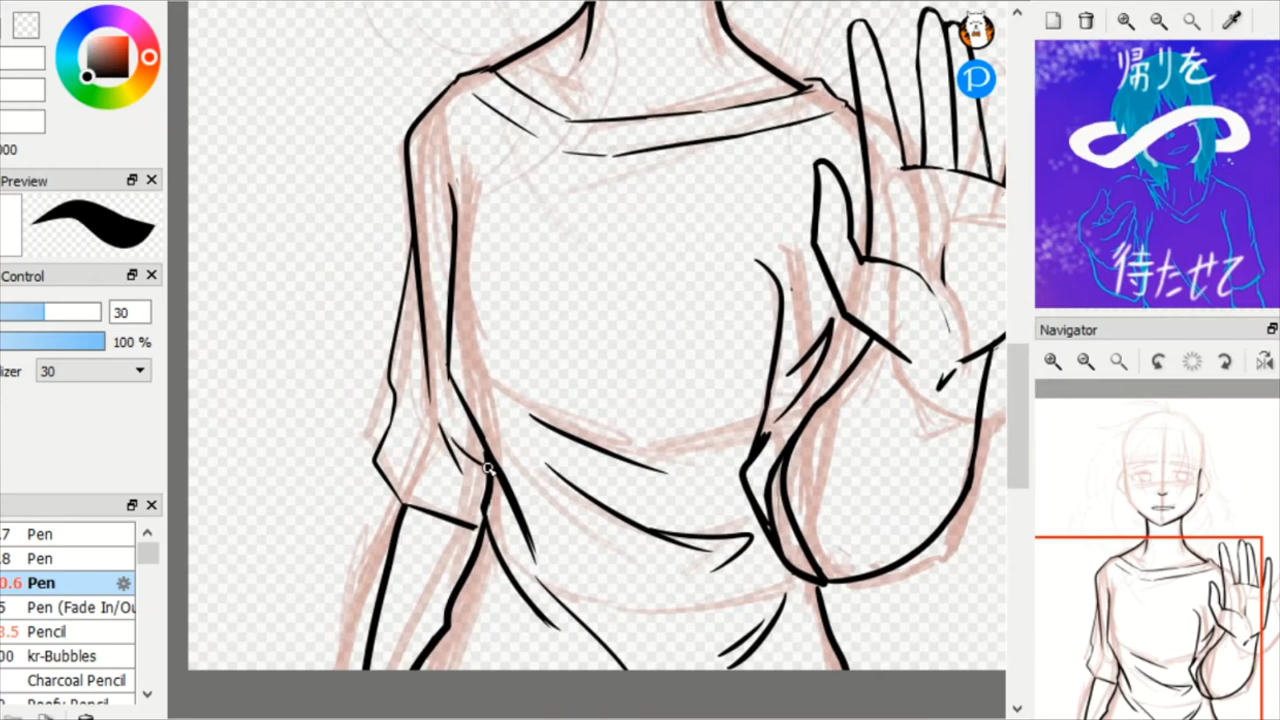 000
Preview
Control
30
100 %
izer
30
.7 Pen
.8 Pen
0.6 Pen
5 Pen (Fade In/Ou
3.5 Pencil
00 kr-Bubbles
Charcoal Pencil
P
帰りを
待たせて
Navigator